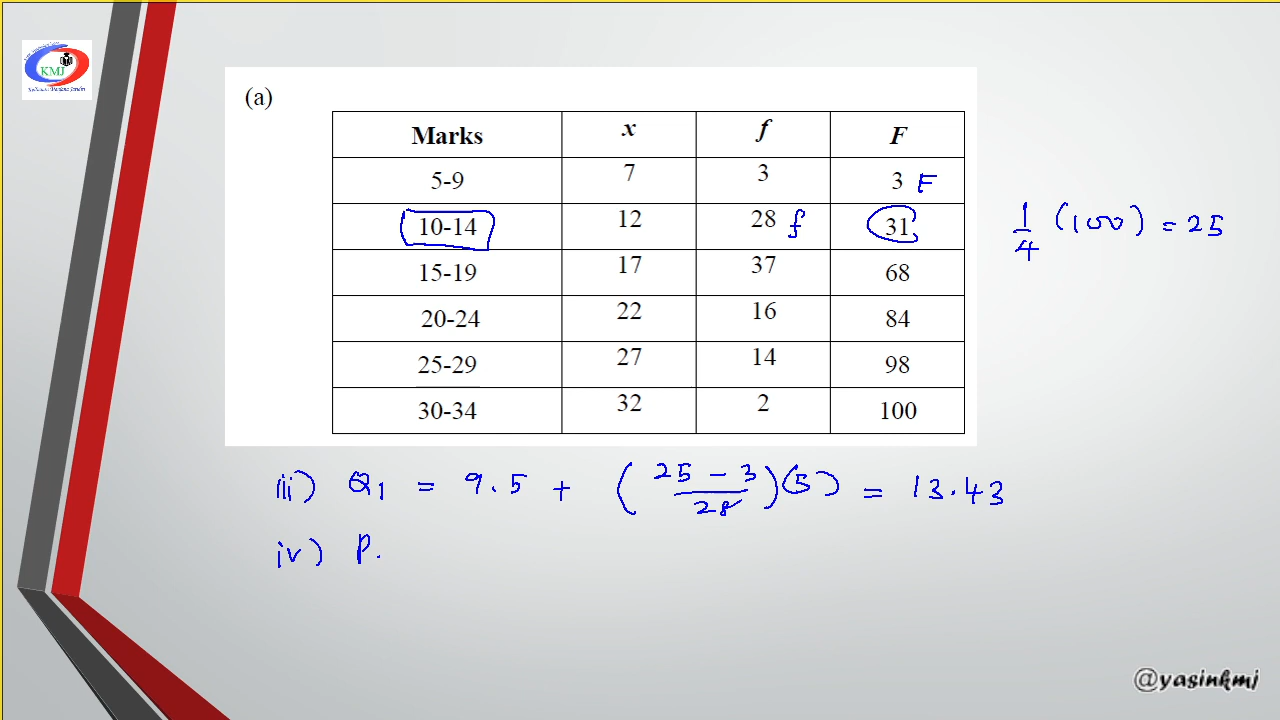 KMJ
(a)
Marks x f F
5-9 7 3 3 F
10-14 12 28 f 31
1/4 (100) = 25
15-19 17 37 68
20-24 22 16 84
25-29 27 14 98
30-34 32 2 100
iii) Q1 = 9.5 + (25 - 3 / 28)(5) = 13.43
iv) P.
@yasinkmj